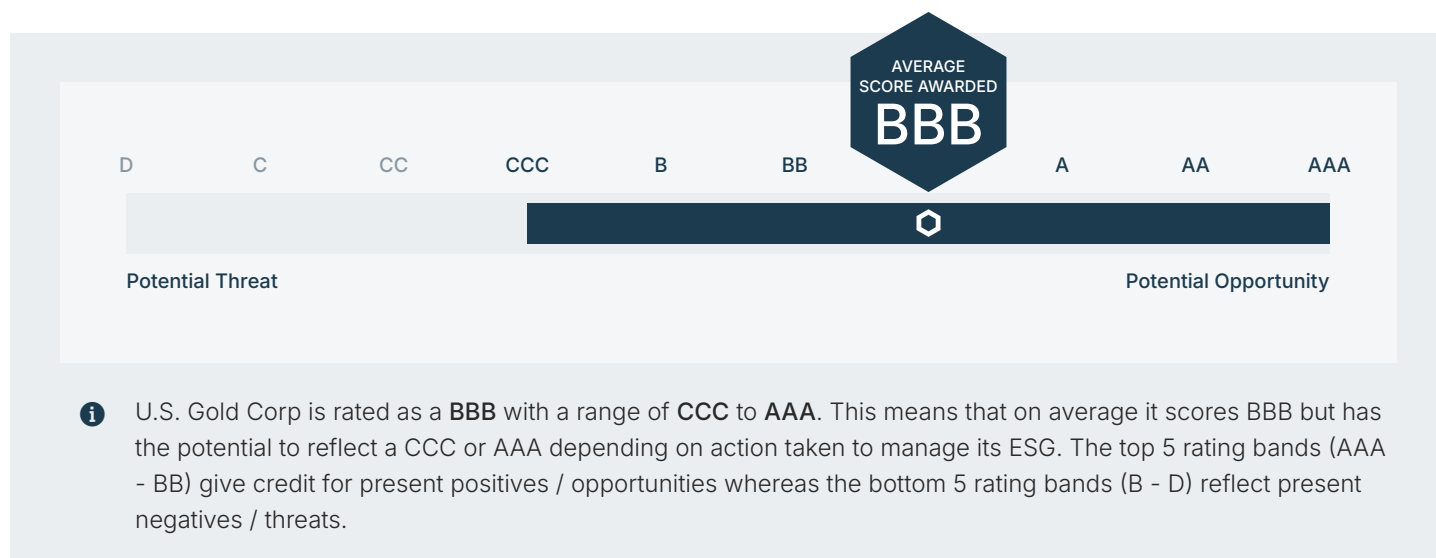 AVERAGE
SCORE AWARDED
BBB
D C CC CCC B BB A AA AAA
Potential Threat Potential Opportunity
U.S. Gold Corp is rated as a BBB with a range of CCC to AAA. This means that on average it scores BBB but has
the potential to reflect a CCC or AAA depending on action taken to manage its ESG. The top 5 rating bands (AAA
- BB) give credit for present positives / opportunities whereas the bottom 5 rating bands (B - D) reflect present
negatives / threats.